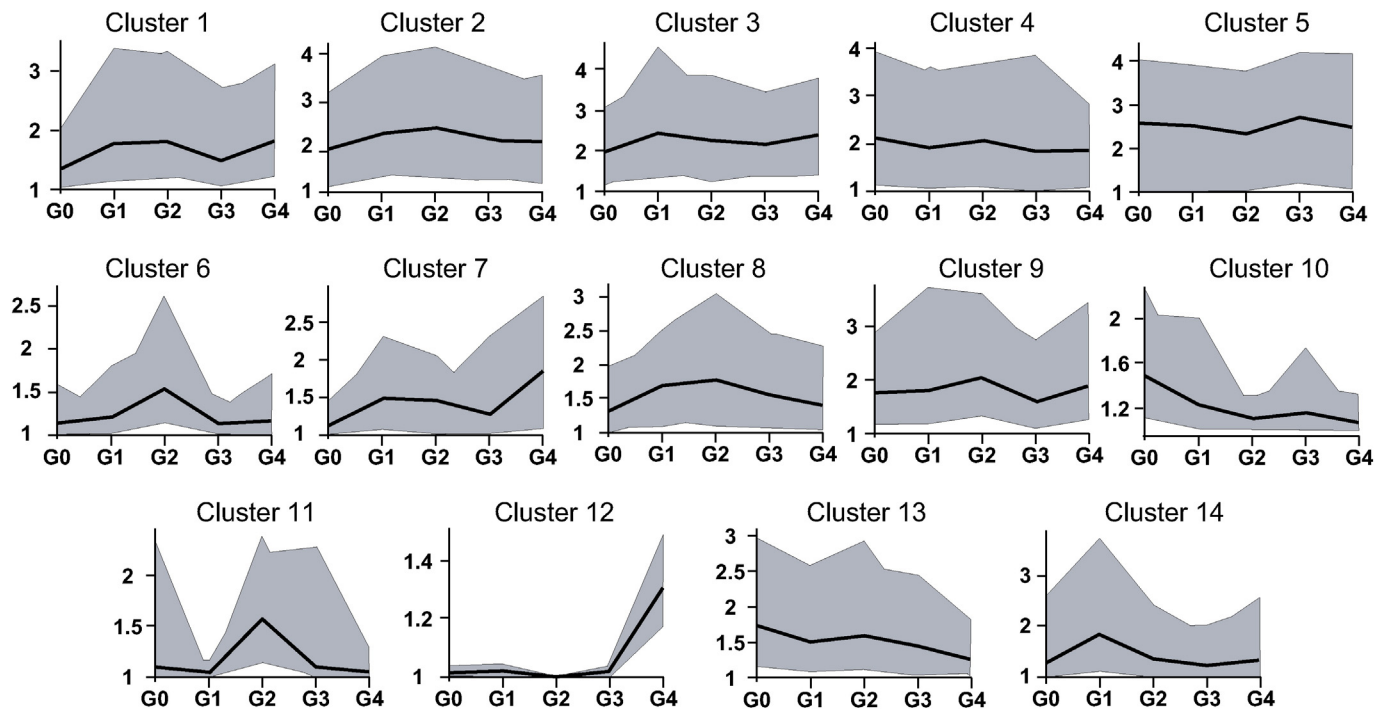 Cluster 1
3
2
1
G0 G1 G2 G3 G4
Cluster 2
4
3
2
1
G0 G1 G2 G3 G4
Cluster 3
4
3
2
1
G0 G1 G2 G3 G4
Cluster 4
4
3
2
1
G0 G1 G2 G3 G4
Cluster 5
4
3
2
1
G0 G1 G2 G3 G4
Cluster 6
2.5
2
1.5
1
G0 G1 G2 G3 G4
Cluster 7
2.5
2
1.5
1
G0 G1 G2 G3 G4
Cluster 8
3
2.5
2
1.5
1
G0 G1 G2 G3 G4
Cluster 9
3
2
1
G0 G1 G2 G3 G4
Cluster 10
2
1.6
1.2
G0 G1 G2 G3 G4
Cluster 11
2
1.5
1
G0 G1 G2 G3 G4
Cluster 12
1.4
1.2
1
G0 G1 G2 G3 G4
Cluster 13
3
2.5
2
1.5
1
G0 G1 G2 G3 G4
Cluster 14
3
2
1
G0 G1 G2 G3 G4